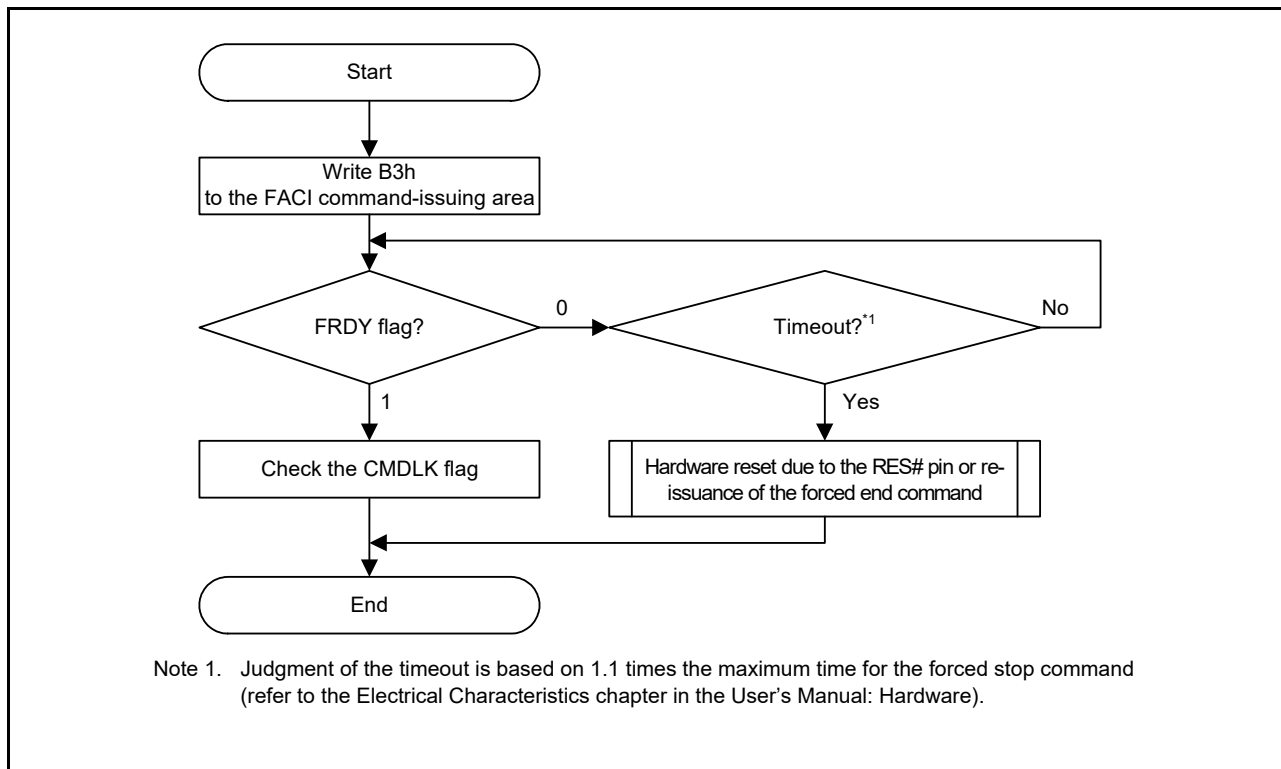 Start
Write B3h
to the FACI command-issuing area
FRDY flag?
0
Timeout?*1
No
1
Yes
Check the CMDLK flag
Hardware reset due to the RES# pin or re-
issuance of the forced end command
End
Note 1. Judgment of the timeout is based on 1.1 times the maximum time for the forced stop command
(refer to the Electrical Characteristics chapter in the User's Manual: Hardware).